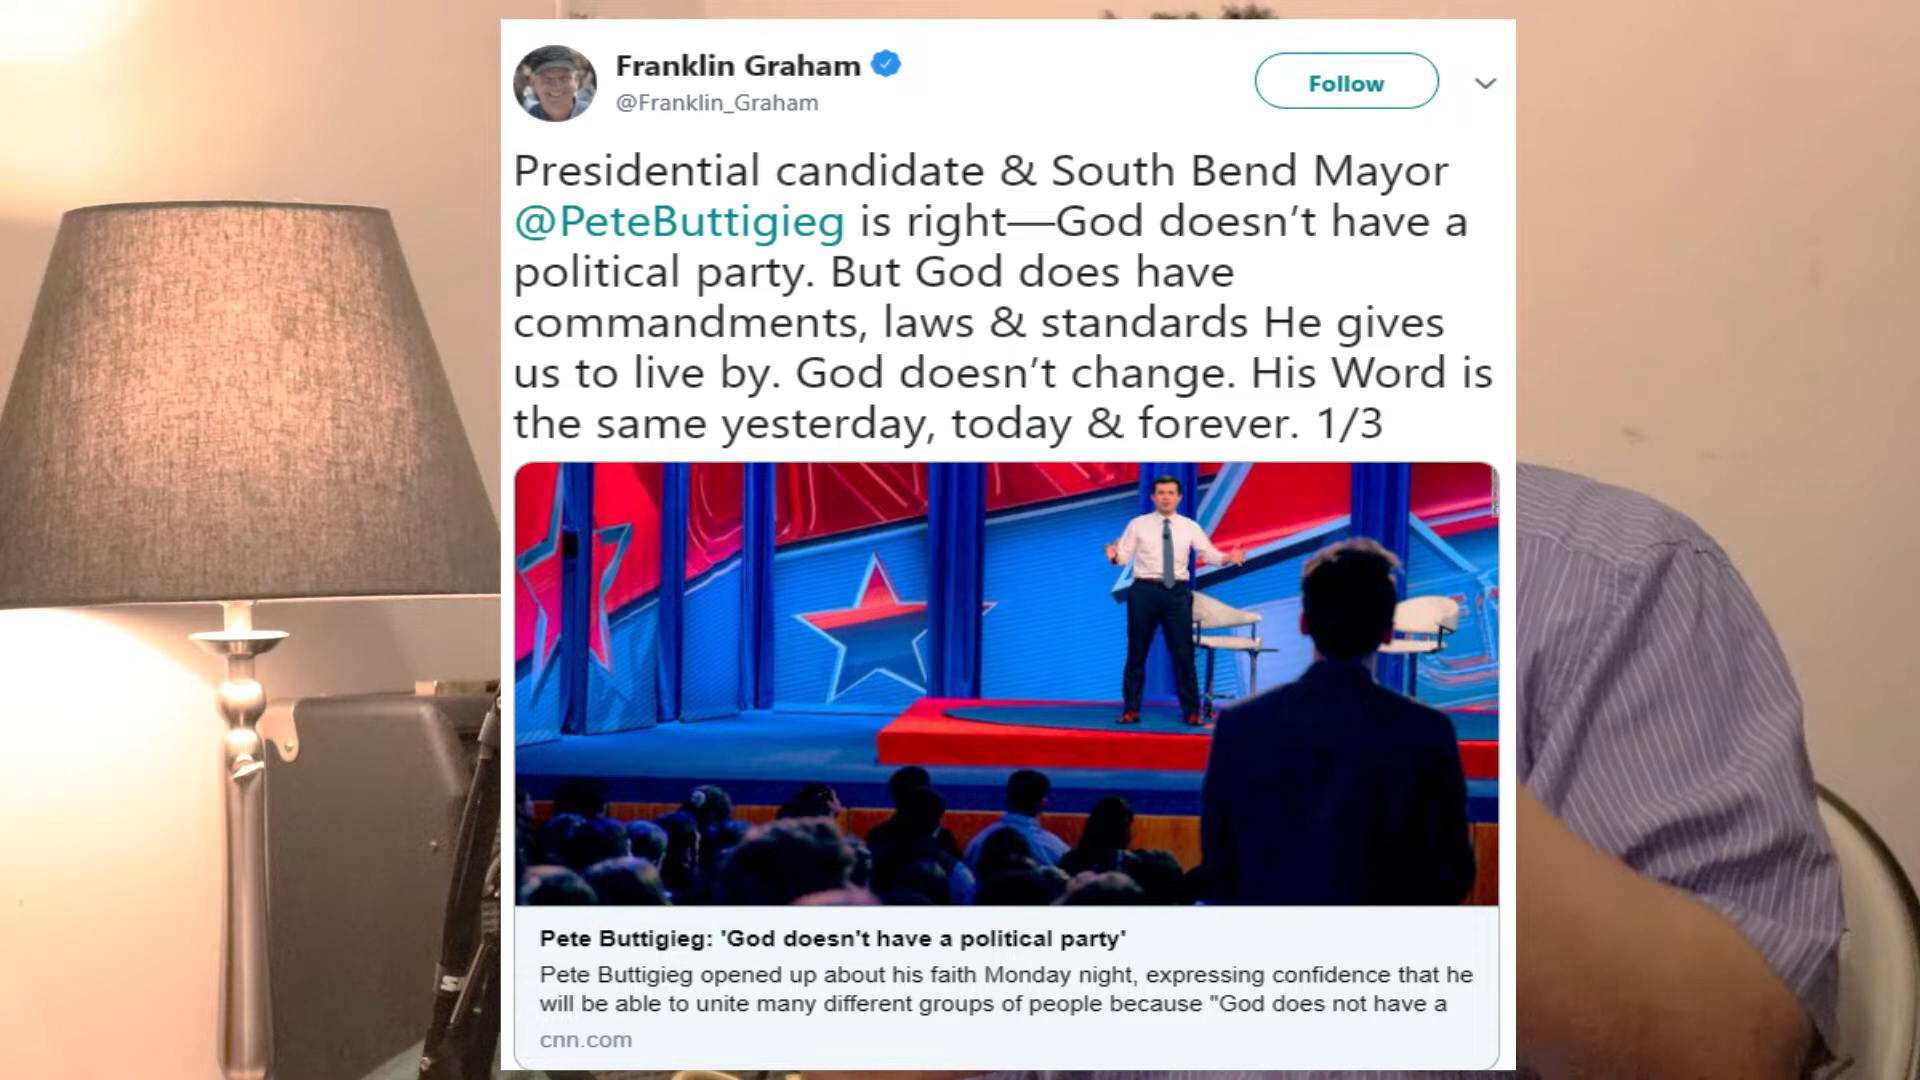 Franklin Graham
@Franklin_Graham
Follow
Presidential candidate & South Bend Mayor
@PeteButtigieg is right—God doesn’t have a
political party. But God does have
commandments, laws & standards He gives
us to live by. God doesn’t change. His Word is
the same yesterday, today & forever. 1/3
Pete Buttigieg: 'God doesn't have a political party'
Pete Buttigieg opened up about his faith Monday night, expressing confidence that he
will be able to unite many different groups of people because "God does not have a
cnn.com